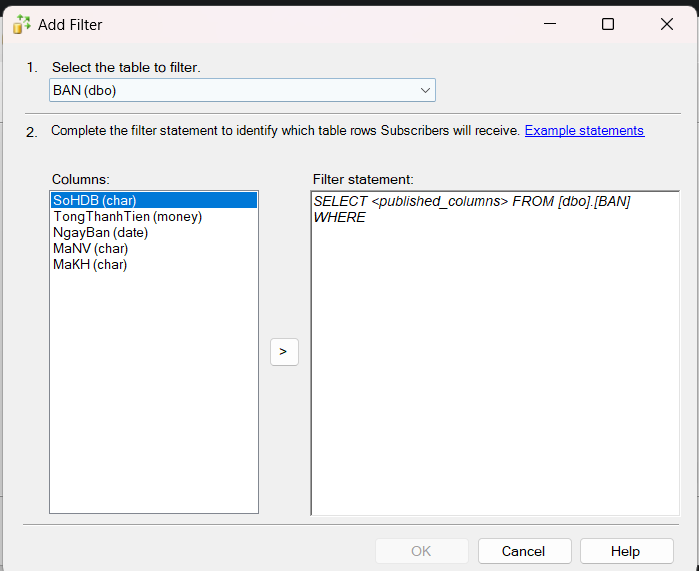 Add Filter
1. Select the table to filter.
BAN (dbo)
2. Complete the filter statement to identify which table rows Subscribers will receive. Example statements
Columns:
SoHDB (char)
TongThanhTien (money)
NgayBan (date)
MaNV (char)
MaKH (char)
>
Filter statement:
SELECT <published_columns> FROM [dbo].[BAN]
WHERE
OK
Cancel
Help